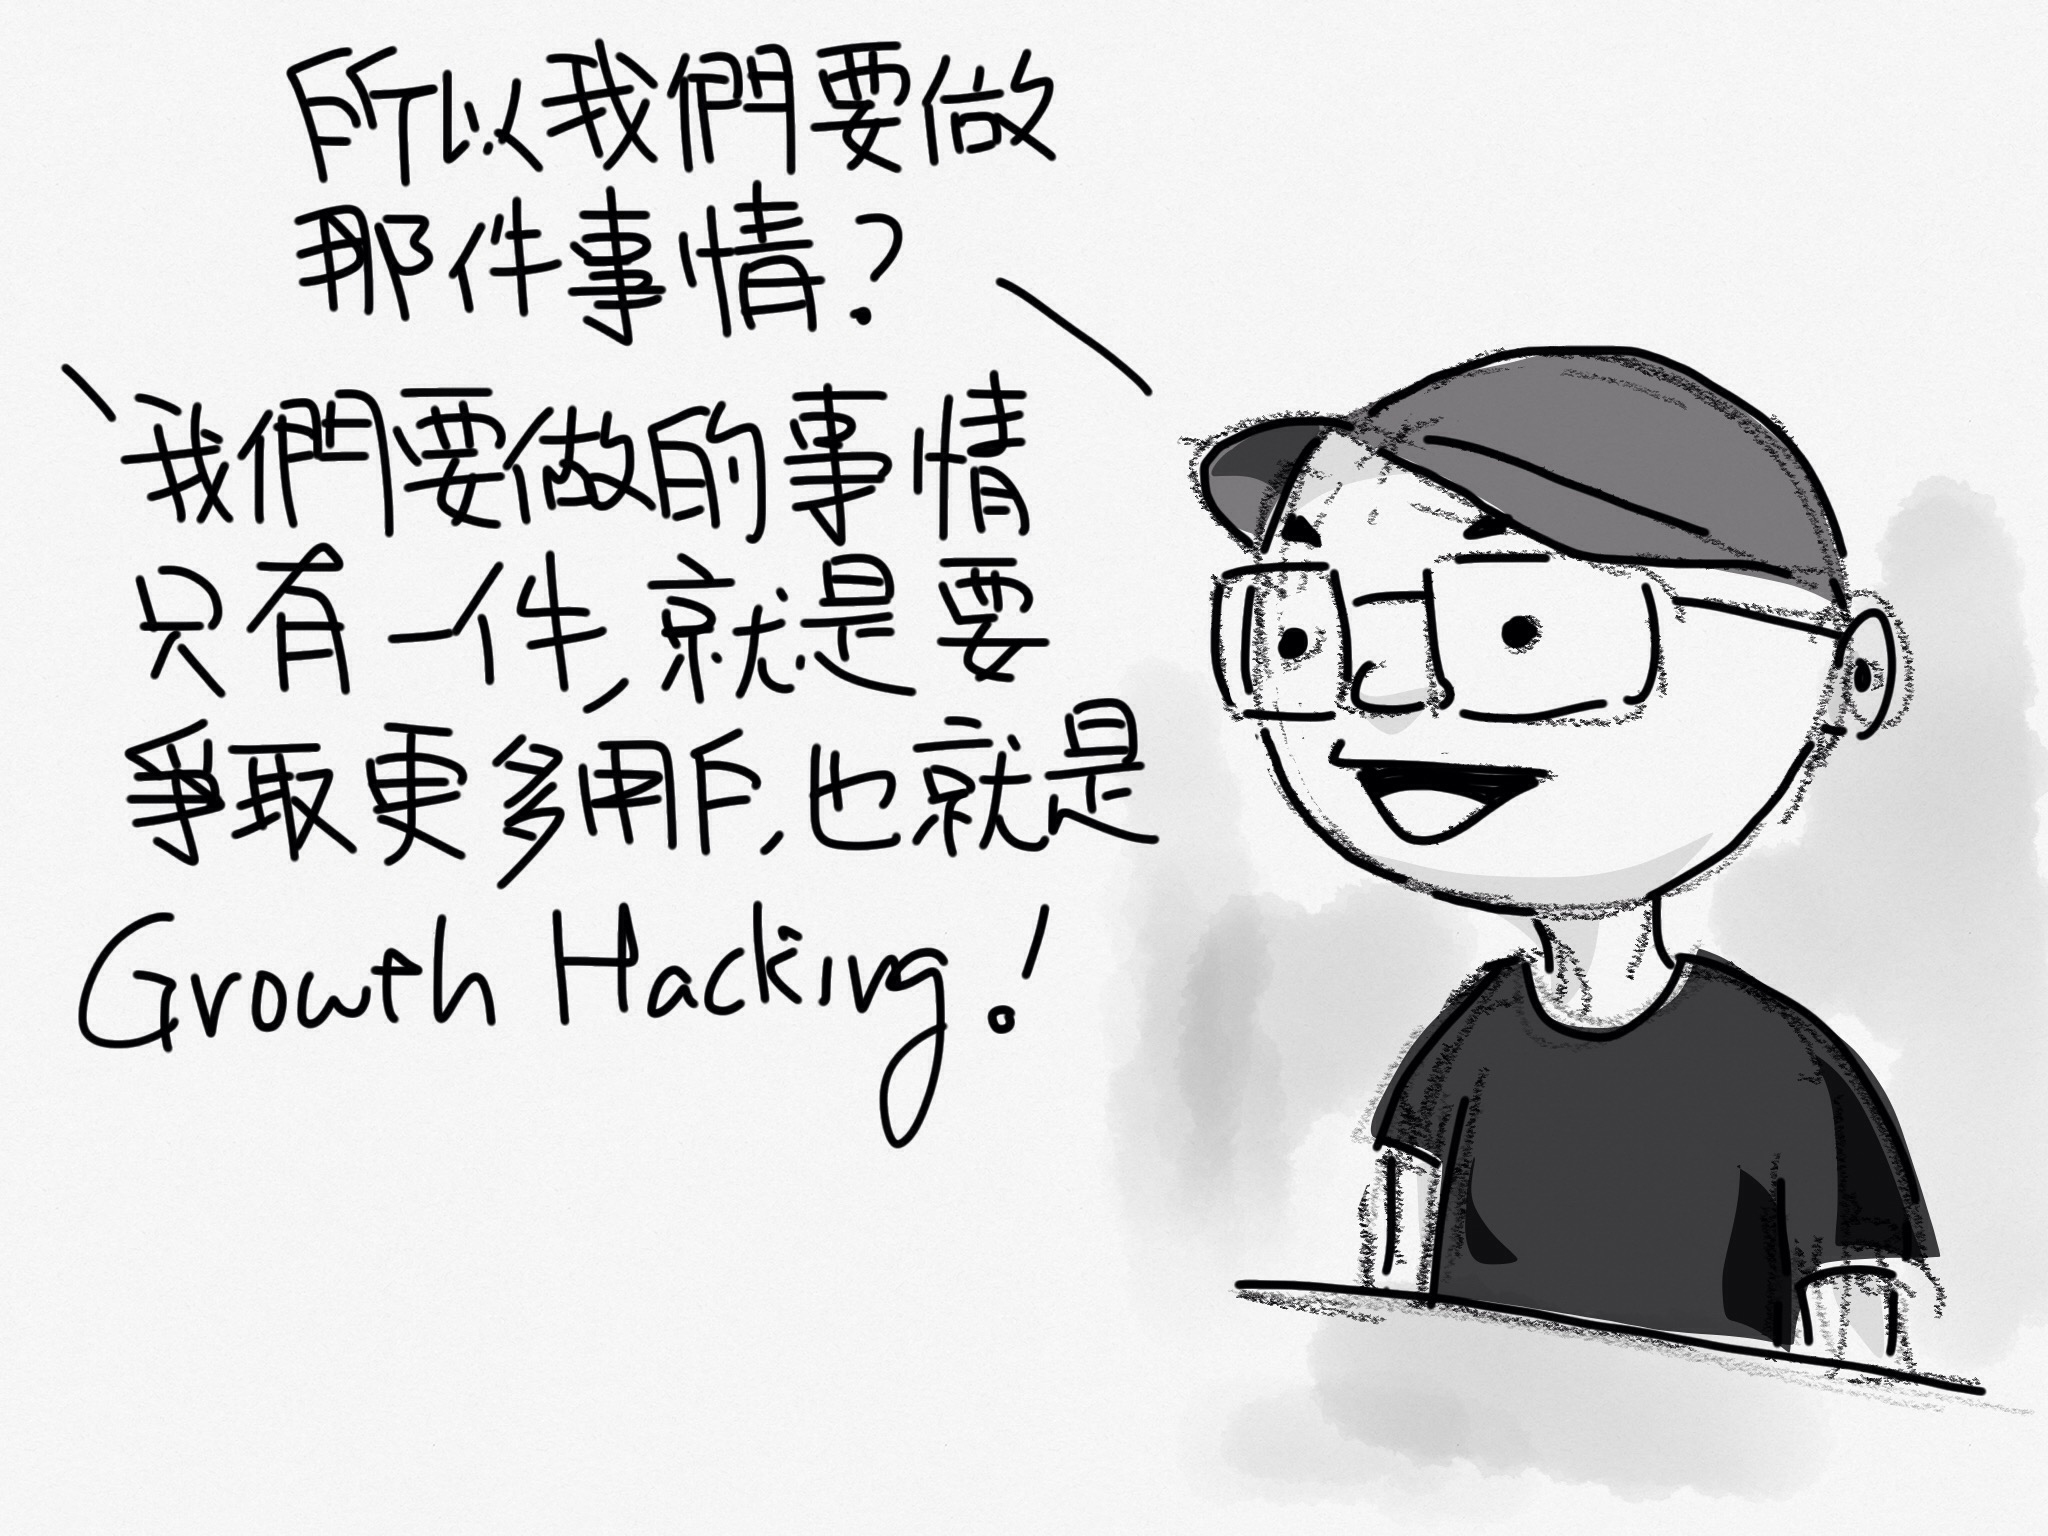 所以我們要做
那件事情?
我們要做的事情
只有一件,就是要
爭取更多用戶,也就是
Growth Hacking!